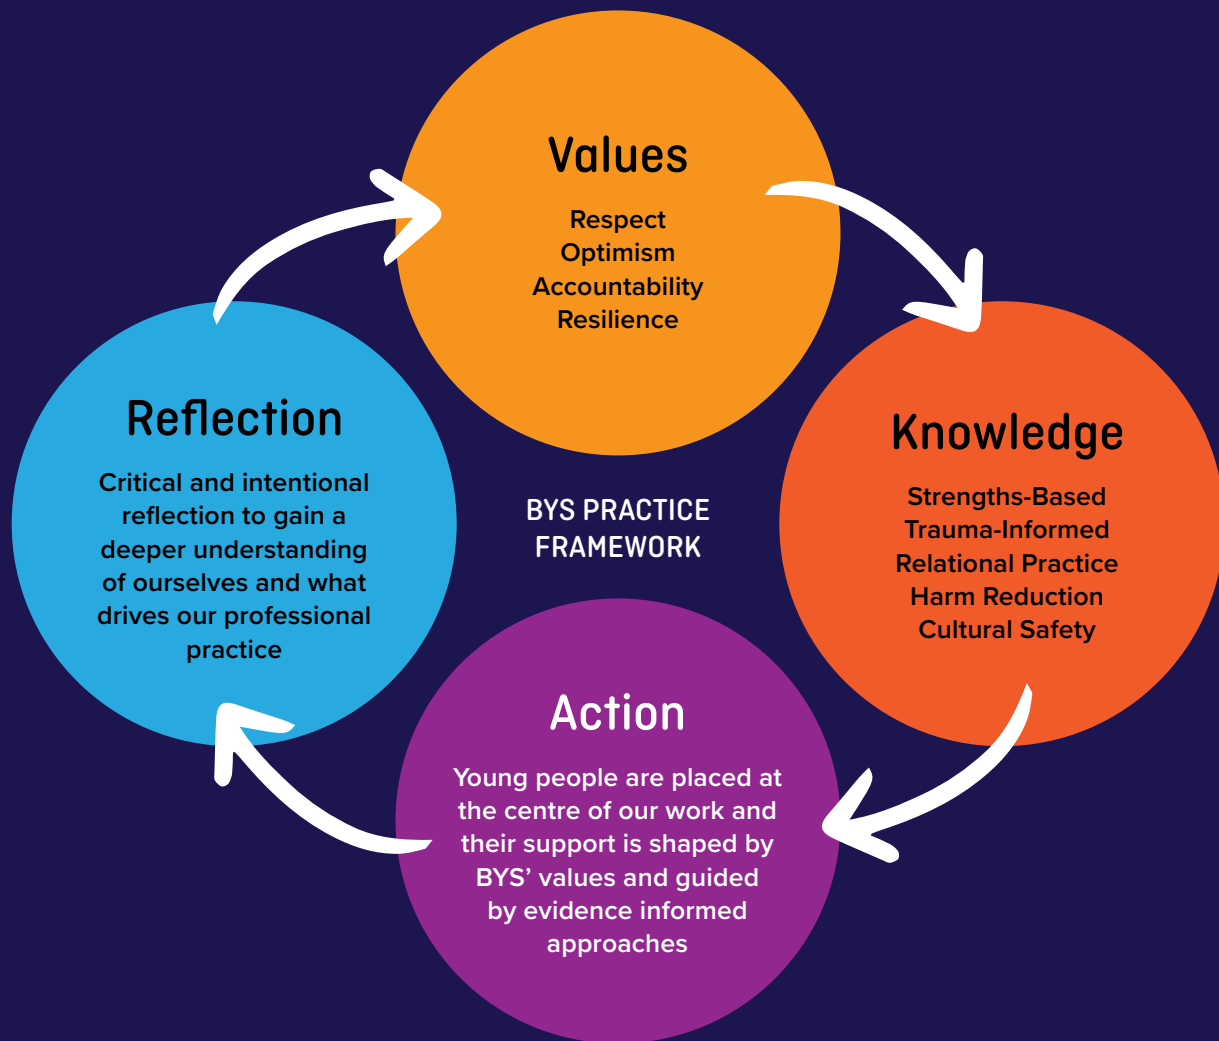 Values
Respect
Optimism
Accountability
Resilience
Reflection
Critical and intentional
reflection to gain a
deeper understanding
of ourselves and what
drives our professional
practice
BYS PRACTICE
FRAMEWORK
Knowledge
Strengths-Based
Trauma-Informed
Relational Practice
Harm Reduction
Cultural Safety
Action
Young people are placed at
the centre of our work and
their support is shaped by
BYS’ values and guided
by evidence informed
approaches